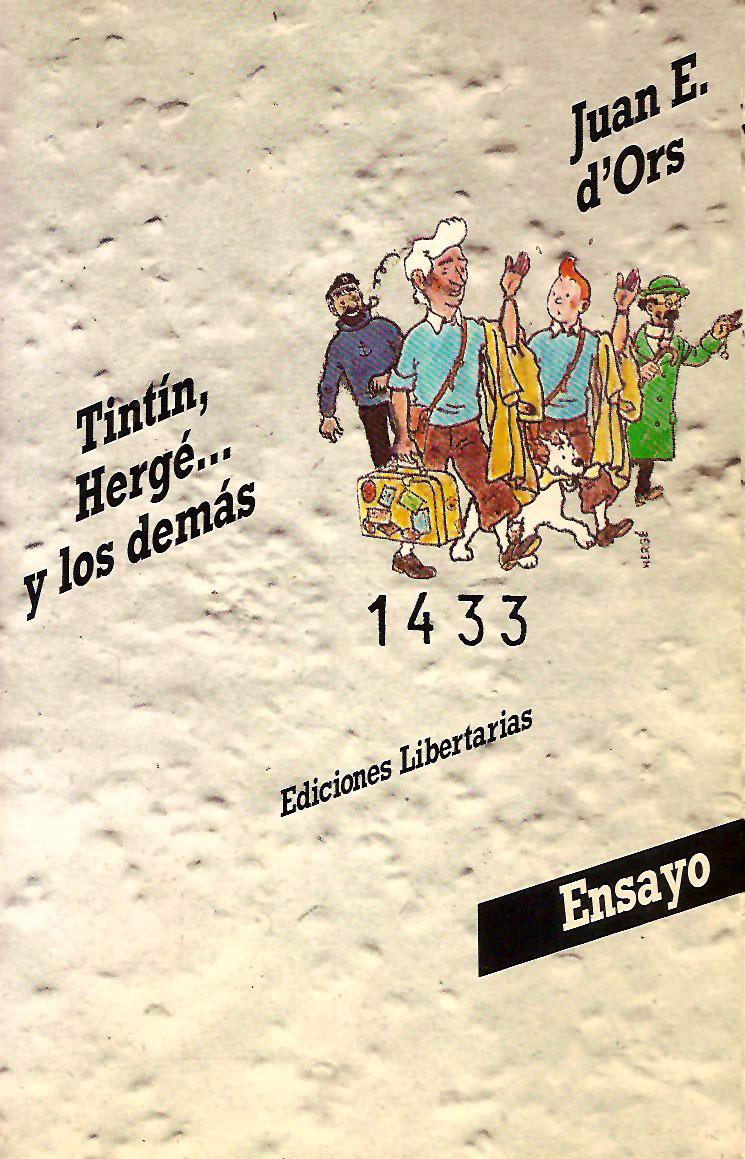 Juan E.
d'Ors
Tintín,
Hergé...
y los demás
HERGÉ
1433
Ediciones Libertarias
Ensayo